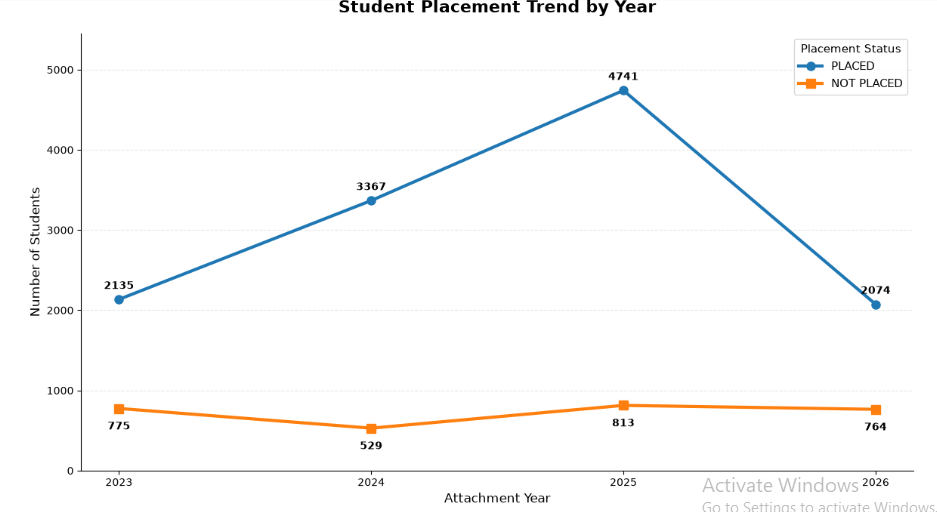 Student Placement Trend by Year
Placement Status
PLACED
NOT PLACED
Number of Students
5000
4000
3000
2000
1000
0
2135
3367
4741
2074
775
529
813
764
2023
2024
2025
2026
Attachment Year
Activate Windows
Go to Settings to activate Windows.